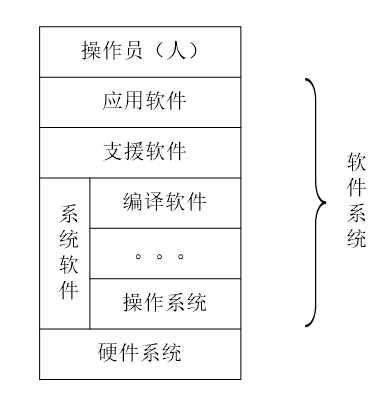 操作员（人）
应用软件
支援软件
系统软件
编译软件
。。。
操作系统
硬件系统
软件系统